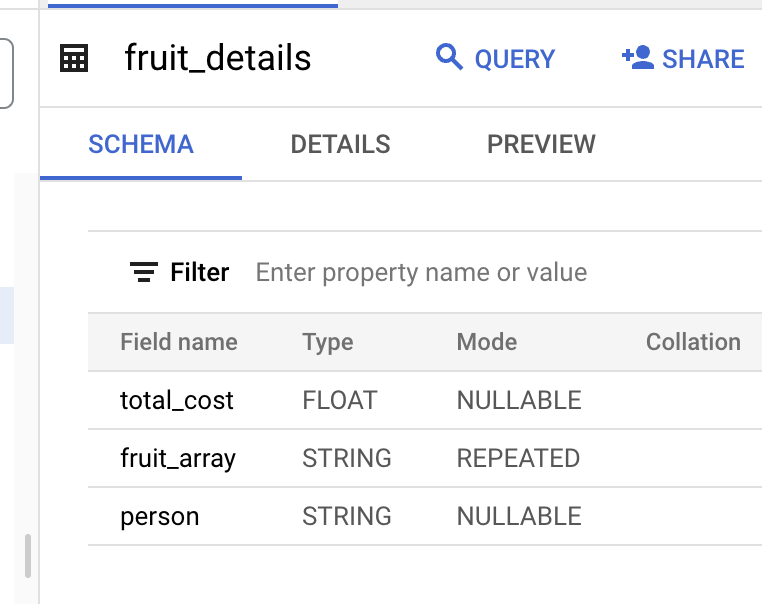 fruit_details QUERY SHARE
SCHEMA DETAILS PREVIEW
Filter Enter property name or value
Field name Type Mode Collation
total_cost FLOAT NULLABLE
fruit_array STRING REPEATED
person STRING NULLABLE